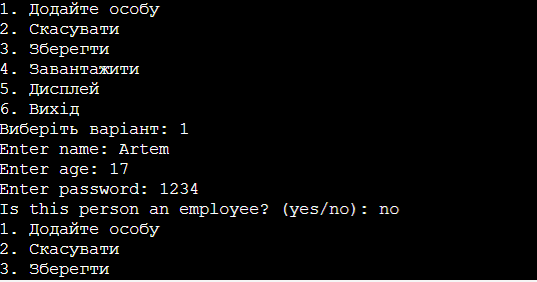 1. Додайте особу
2. Скасувати
3. Зберегти
4. Завантажити
5. Дисплей
6. Вихід
Виберіть варіант: 1
Enter name: Artem
Enter age: 17
Enter password: 1234
Is this person an employee? (yes/no): no
1. Додайте особу
2. Скасувати
3. Зберегти